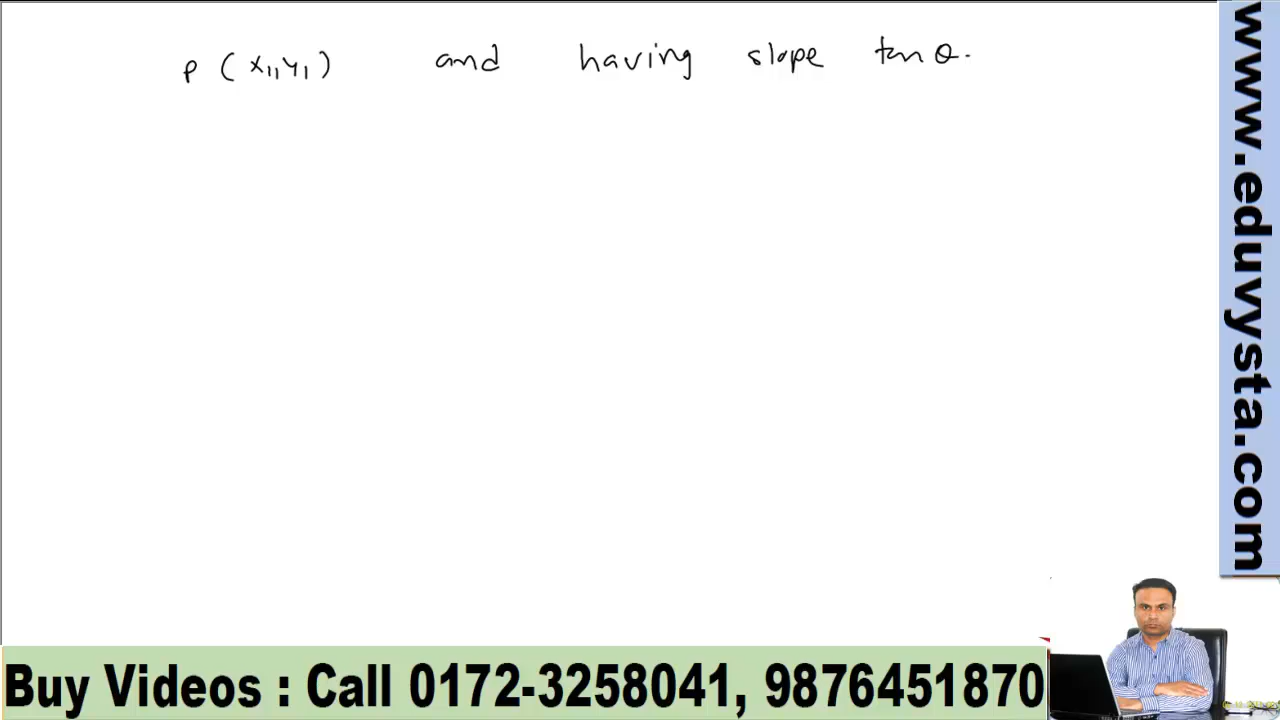 P (x₁, y₁) and having slope tan θ.
www.eduvysta.com
Buy Videos : Call 0172-3258041, 9876451870